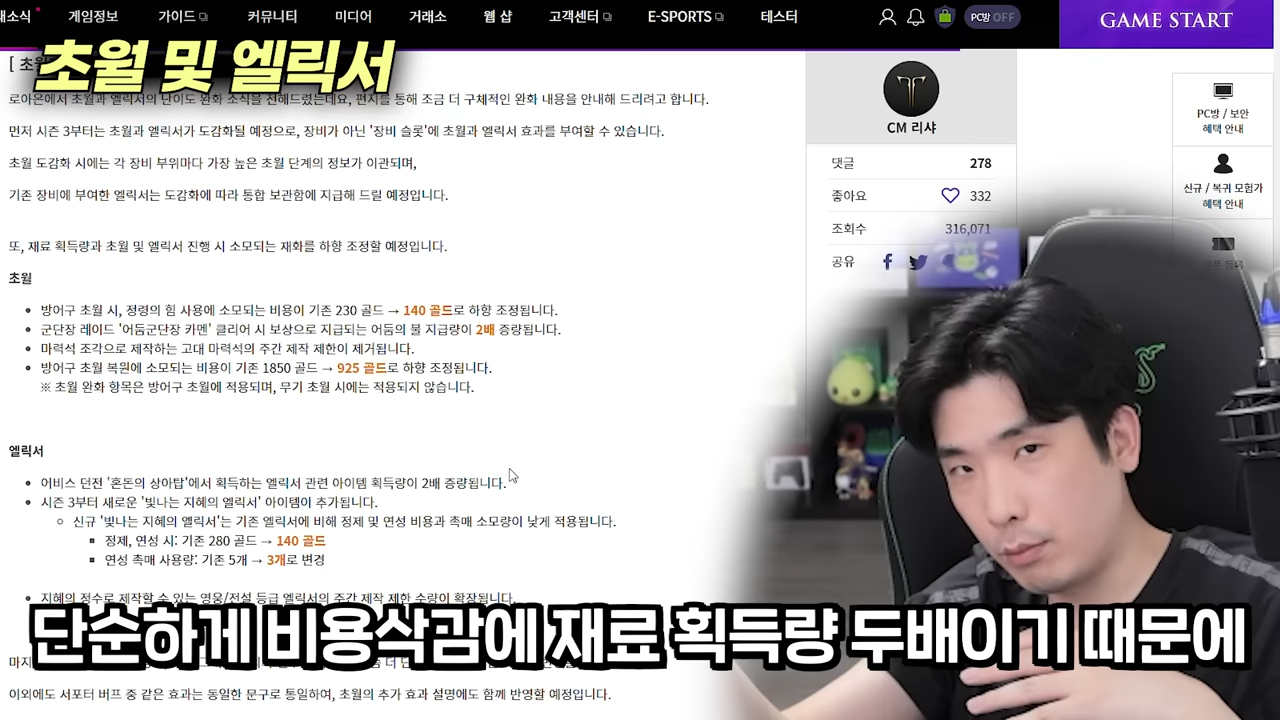 게임정보
가이드
커뮤니티
미디어
거래소
웹 샵
고객센터
E-SPORTS
테스터
PC방 OFF
GAME START
초월 및 엘릭서
로아온에서 초월과 엘릭서의 난이도 완화 소식을 전해드렸는데요, 편지를 통해 조금 더 구체적인 완화 내용을 안내해 드리려고 합니다.
먼저 시즌 3부터는 초월과 엘릭서가 도감화될 예정으로, 장비가 아닌 '장비 슬롯'에 초월과 엘릭서 효과를 부여할 수 있습니다.
초월 도감화 시에는 각 장비 부위마다 가장 높은 초월 단계의 정보가 이관되며,
기존 장비에 부여한 엘릭서는 도감화에 따라 통합 보관함에 지급해 드릴 예정입니다.
또, 재료 획득량과 초월 및 엘릭서 진행 시 소모되는 재화를 하향 조정할 예정입니다.
초월
방어구 초월 시, 정령의 힘 사용에 소모되는 비용이 기존 230 골드 → 140 골드로 하향 조정됩니다.
군단장 레이드 '어둠군단장 카멘' 클리어 시 보상으로 지급되는 어둠의 불 지급량이 2배 증량됩니다.
마력석 조각으로 제작하는 고대 마력석의 주간 제작 제한이 제거됩니다.
방어구 초월 복원에 소모되는 비용이 기존 1850 골드 → 925 골드로 하향 조정됩니다.
※ 초월 완화 항목은 방어구 초월에 적용되며, 무기 초월 시에는 적용되지 않습니다.
엘릭서
어비스 던전 '혼돈의 상아탑'에서 획득하는 엘릭서 관련 아이템 획득량이 2배 증량됩니다.
시즌 3부터 새로운 '빛나는 지혜의 엘릭서' 아이템이 추가됩니다.
신규 '빛나는 지혜의 엘릭서'는 기존 엘릭서에 비해 정제 및 연성 비용과 촉매 소모량이 낮게 적용됩니다.
정제, 연성 시: 기존 280 골드 → 140 골드
연성 촉매 사용량: 기존 5개 → 3개로 변경
지혜의 정수로 제작할 수 있는 영웅/전설 등급 엘릭서의 주간 제작 제한 수량이 확장됩니다.
단순하게 비용삭감에 재료 획득량 두배이기 때문에
이외에도 서포터 버프 중 같은 효과는 동일한 문구로 통일하여, 초월의 추가 효과 설명에도 함께 반영할 예정입니다.
CM 리샤
댓글 278
좋아요 332
조회수 316,071
공유
PC방 / 보안
혜택 안내
신규 / 복귀 모험가
혜택 안내